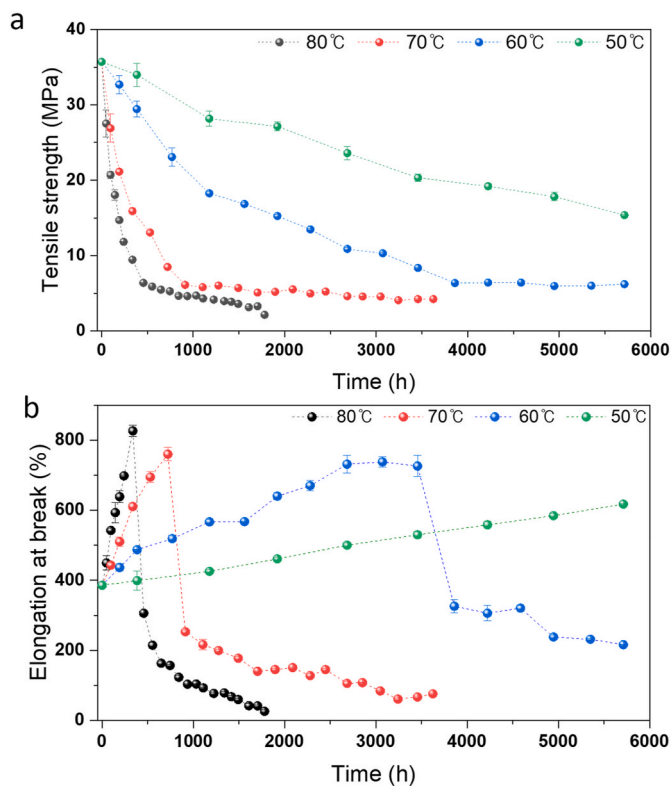 a
80℃ 70℃ 60℃ 50℃
40
30
20
10
0
Tensile strength (MPa)
0 1000 2000 3000 4000 5000 6000
Time (h)
b
80℃ 70℃ 60℃ 50℃
800
600
400
200
0
Elongation at break (%)
0 1000 2000 3000 4000 5000 6000
Time (h)